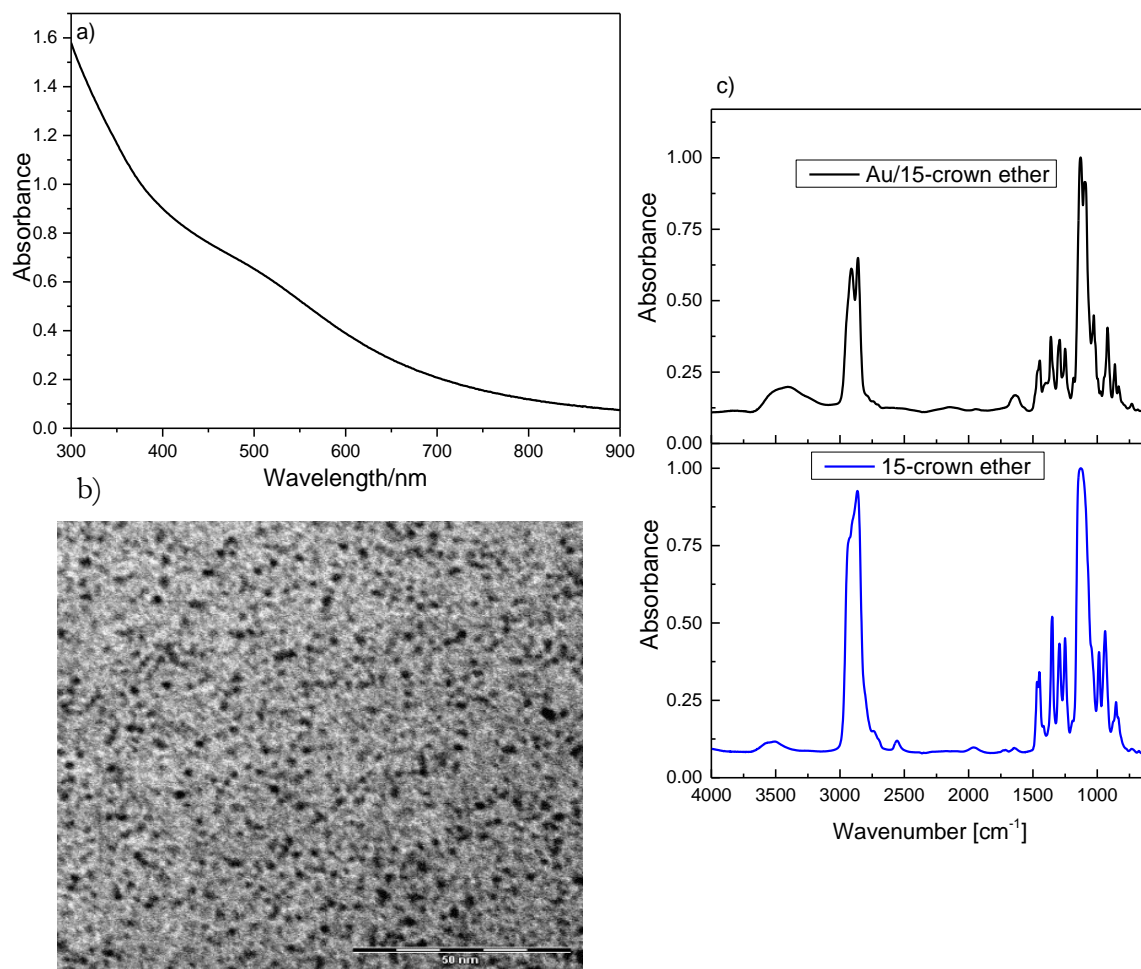 a)
1.6
1.4
1.2
1.0
0.8
0.6
0.4
0.2
0.0
Absorbance
300 400 500 600 700 800 900
Wavelength/nm
b)
50 nm
c)
Au/15-crown ether
1.00
0.75
0.50
0.25
0.00
Absorbance
15-crown ether
1.00
0.75
0.50
0.25
0.00
Absorbance
4000 3500 3000 2500 2000 1500 1000
Wavenumber [cm⁻¹]